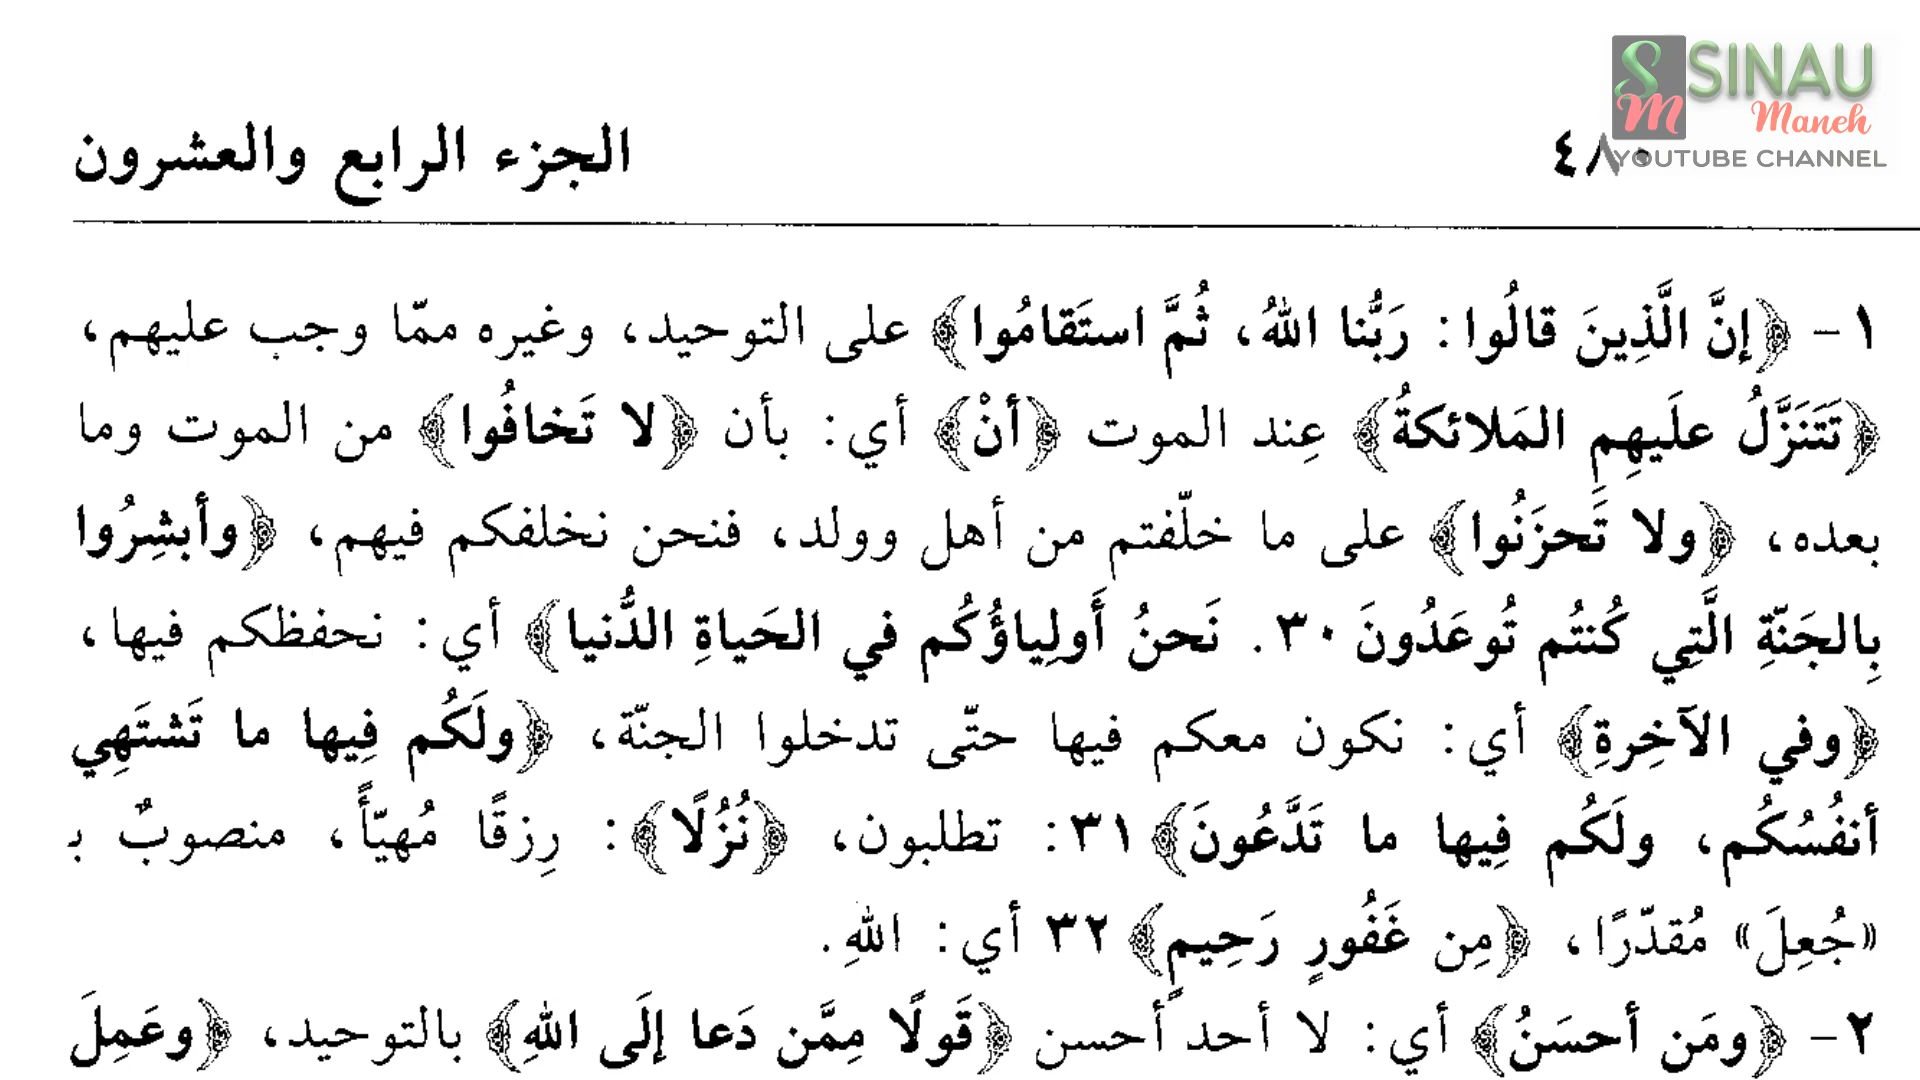 SINAU
Maneh
YOUTUBE CHANNEL
الجزء الرابع والعشرون
١- ﴿إنَّ الَّذِينَ قالُوا: رَبُّنا اللهُ، ثُمَّ استَقامُوا﴾ على التوحيد، وغيره ممّا وجب عليهم،
﴿تَتَنَزَّلُ علَيهِمِ المَلائكةُ﴾ عِند الموت ﴿أنْ﴾ أي: بأن ﴿لا تَخافُوا﴾ من الموت وما
بعده، ﴿ولا تَحزَنُوا﴾ على ما خلّفتم من أهل وولد، فنحن نخلفكم فيهم، ﴿وأبشِرُوا
بِالجَنّةِ الَّتِي كُنتُم تُوعَدُونَ ٣٠. نَحنُ أَولِياؤُكُم في الحَياةِ الدُّنيا﴾ أي: نحفظكم فيها،
﴿وفي الآخِرةِ﴾ أي: نكون معكم فيها حتّى تدخلوا الجنّة، ﴿ولَكُم فِيها ما تَشتَهِي
أنفُسُكُم، ولَكُم فِيها ما تَدَّعُونَ﴾ ٣١: تطلبون، ﴿نُزُلًا﴾: رِزقًا مُهيّأً، منصوبٌ بـ
«جُعِلَ» مُقدّرًا، ﴿مِن غَفُورٍ رَحِيمٍ﴾ ٣٢ أي: اللهِ.
٢- ﴿ومَن أحسَنُ﴾ أي: لا أحد أحسن ﴿قَولًا مِمَّن دَعا إلَى اللهِ﴾ بالتوحيد، ﴿وعَمِلَ